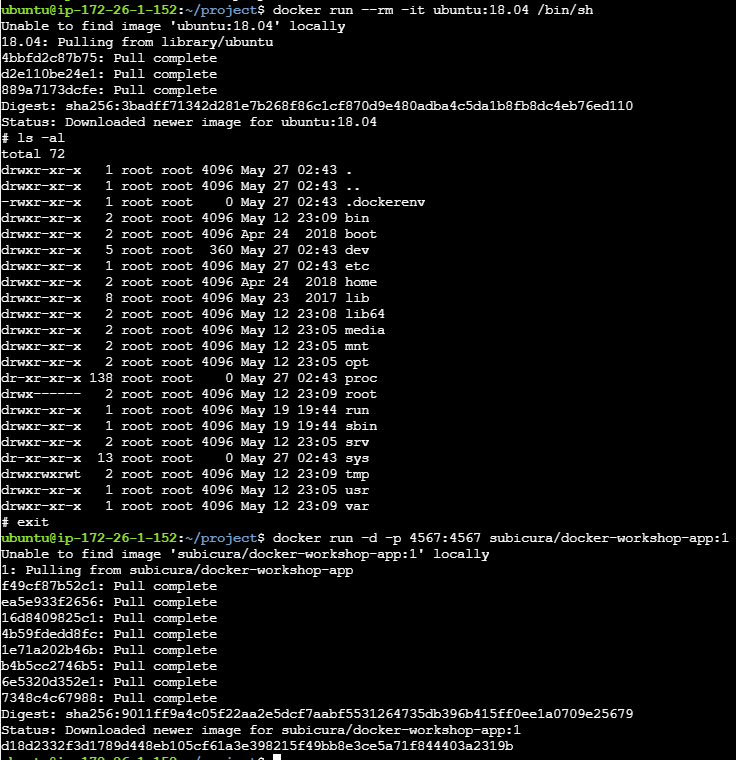 ubuntu@ip-172-26-1-152:~/project$ docker run --rm -it ubuntu:18.04 /bin/sh
Unable to find image 'ubuntu:18.04' locally
18.04: Pulling from library/ubuntu
4bbfd2c87b75: Pull complete
d2e110be24e1: Pull complete
889a7173dcfe: Pull complete
Digest: sha256:3badff71342d281e7b268f86c1cf870d9e480adba4c5da1b8fb8dc4eb76ed110
Status: Downloaded newer image for ubuntu:18.04
# ls -al
total 72
drwxr-xr-x   1 root root 4096 May 27 02:43 .
drwxr-xr-x   1 root root 4096 May 27 02:43 ..
-rwxr-xr-x   1 root root    0 May 27 02:43 .dockerenv
drwxr-xr-x   2 root root 4096 May 12 23:09 bin
drwxr-xr-x   2 root root 4096 Apr 24  2018 boot
drwxr-xr-x   5 root root  360 May 27 02:43 dev
drwxr-xr-x   1 root root 4096 May 27 02:43 etc
drwxr-xr-x   2 root root 4096 Apr 24  2018 home
drwxr-xr-x   8 root root 4096 May 23  2017 lib
drwxr-xr-x   2 root root 4096 May 12 23:08 lib64
drwxr-xr-x   2 root root 4096 May 12 23:05 media
drwxr-xr-x   2 root root 4096 May 12 23:05 mnt
drwxr-xr-x   2 root root 4096 May 12 23:05 opt
dr-xr-xr-x 138 root root    0 May 27 02:43 proc
drwx------   2 root root 4096 May 12 23:09 root
drwxr-xr-x   1 root root 4096 May 19 19:44 run
drwxr-xr-x   1 root root 4096 May 19 19:44 sbin
drwxr-xr-x   2 root root 4096 May 12 23:05 srv
dr-xr-xr-x  13 root root    0 May 27 02:43 sys
drwxrwxrwt   2 root root 4096 May 12 23:09 tmp
drwxr-xr-x   1 root root 4096 May 12 23:05 usr
drwxr-xr-x   1 root root 4096 May 12 23:09 var
# exit
ubuntu@ip-172-26-1-152:~/project$ docker run -d -p 4567:4567 subicura/docker-workshop-app:1
Unable to find image 'subicura/docker-workshop-app:1' locally
1: Pulling from subicura/docker-workshop-app
f49cf87b52c1: Pull complete
ea5e933f2656: Pull complete
16d8409825c1: Pull complete
4b59fdedd8fc: Pull complete
1e71a202b46b: Pull complete
b4b5cc2746b5: Pull complete
6e5320d352e1: Pull complete
7348c4c67988: Pull complete
Digest: sha256:9011ff9a4c05f22aa2e5dcf7aabf5531264735db396b415ff0ee1a0709e25679
Status: Downloaded newer image for subicura/docker-workshop-app:1
d18d2332f3d1789d448eb105cf61a3e398215f49bb8e3ce5a71f844403a2319b